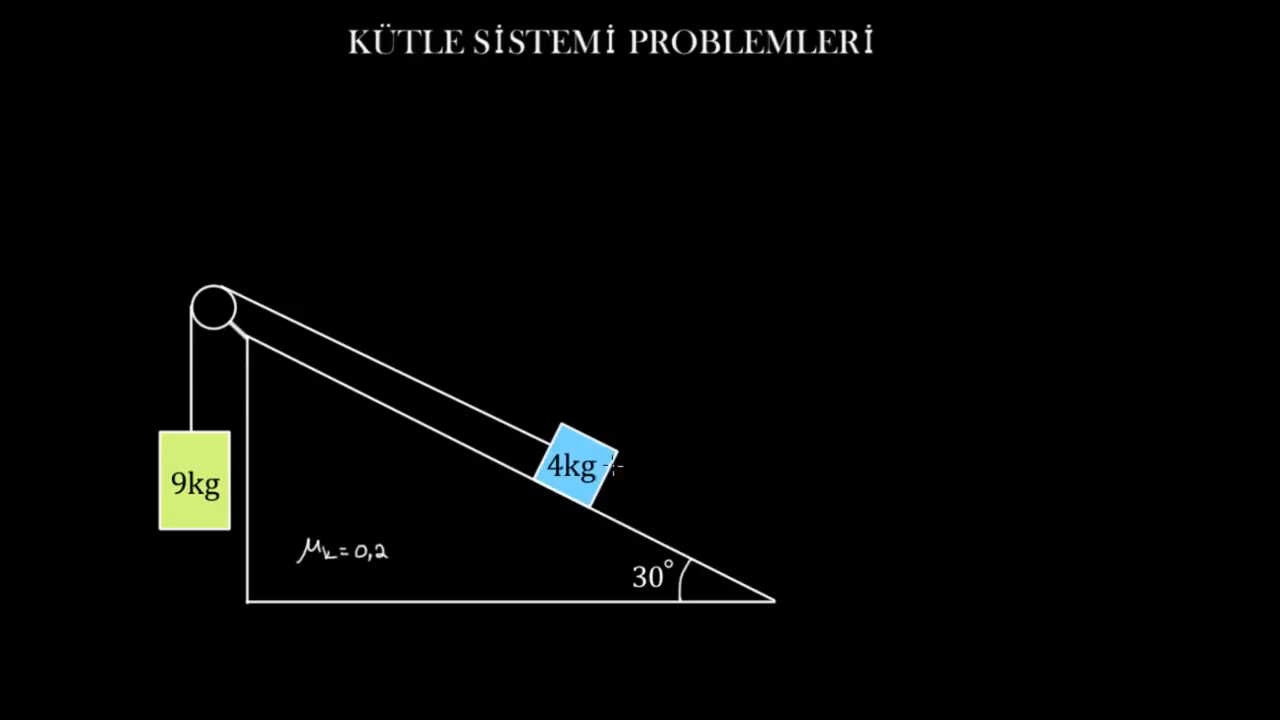 KÜTLE SİSTEMİ PROBLEMLERİ
4kg
9kg
μk=0,2
30°